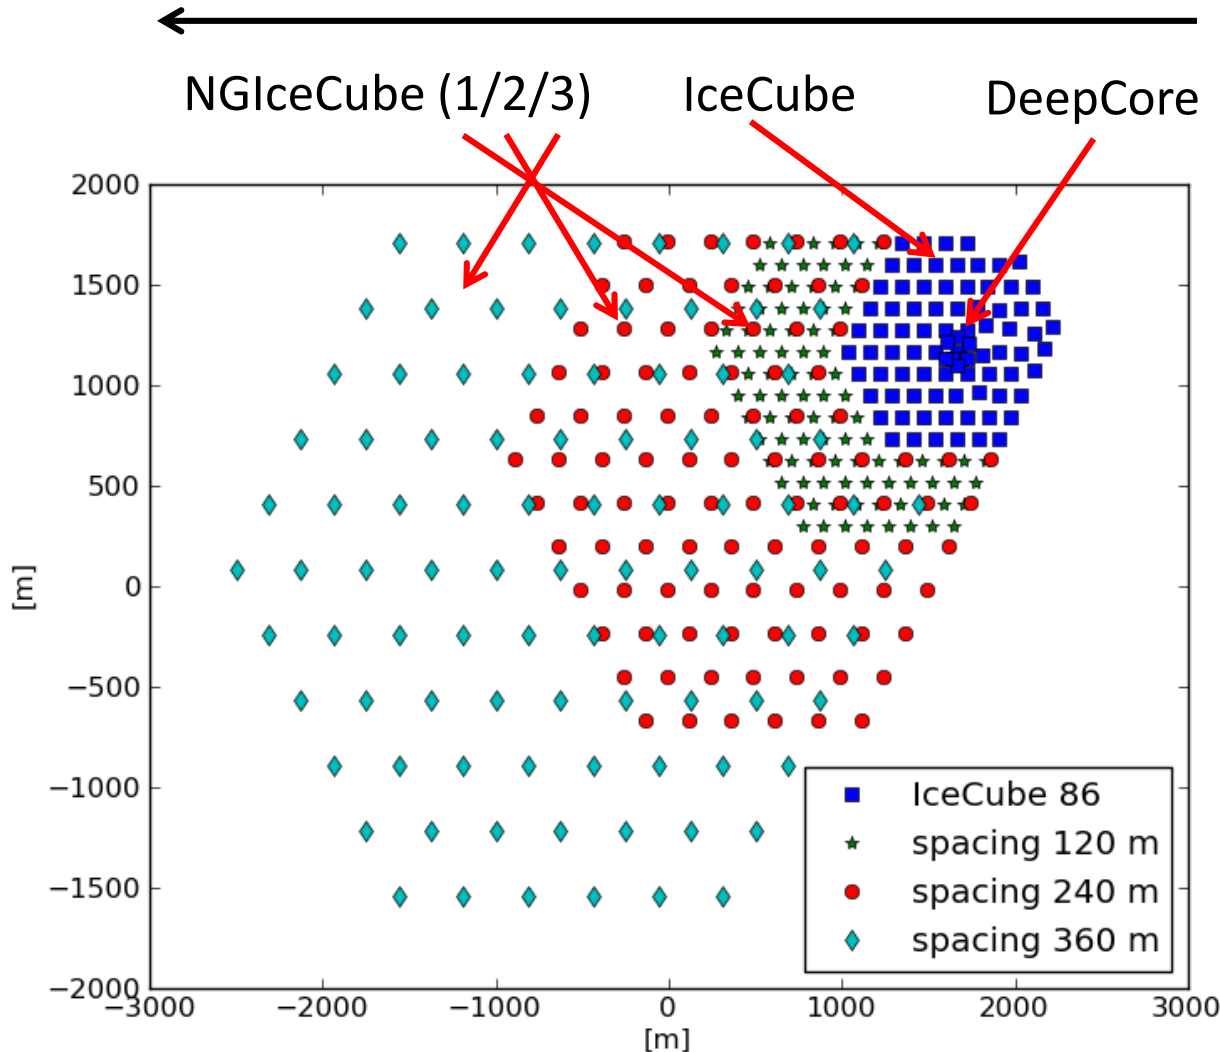 NGIceCube (1/2/3) IceCube DeepCore
2000
1500
1000
500
0
−500
−1000
−1500
−2000
[m]
IceCube 86
spacing 120 m
spacing 240 m
spacing 360 m
−3000 −2000 −1000 0 1000 2000 3000
[m]